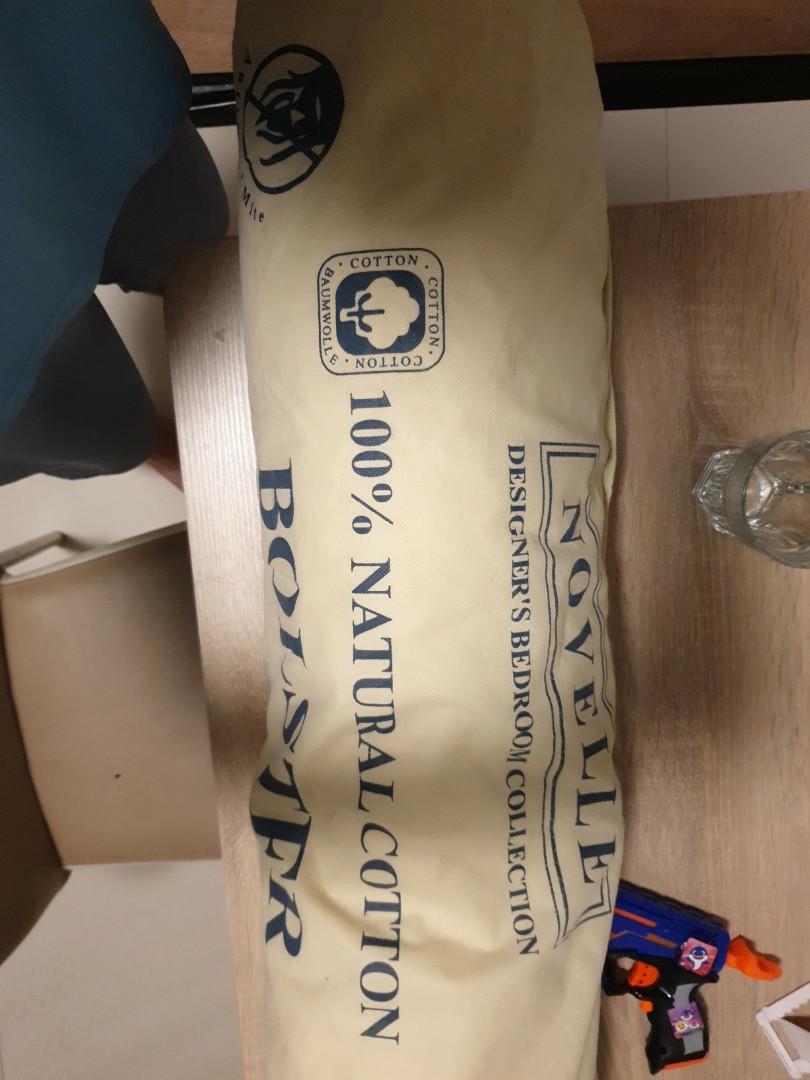 NOVELLE
DESIGNER'S BEDROOM COLLECTION
· COTTON · COTTON · COTTON · BAUMWOLLE
100% NATURAL COTTON
BOLSTER
Mite